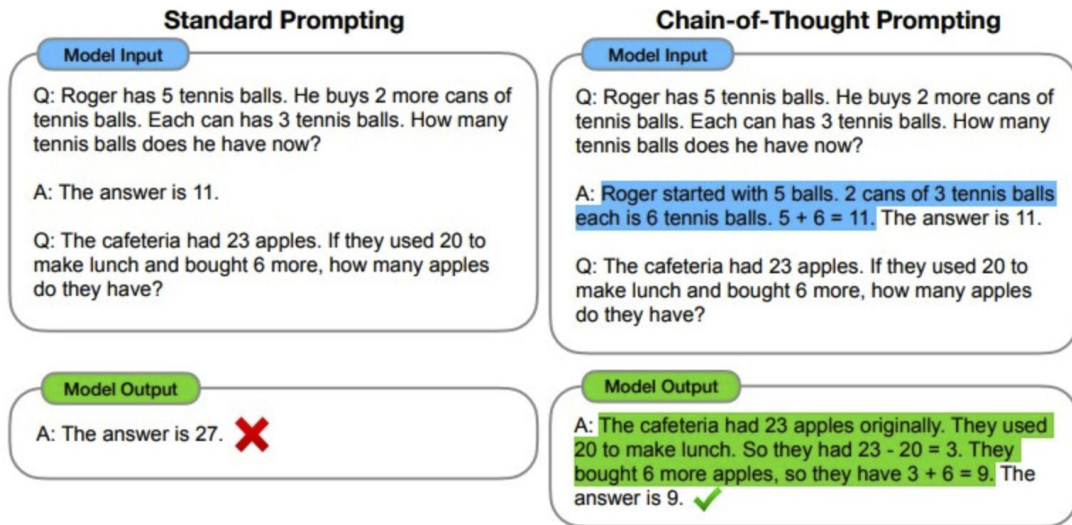 Standard Prompting
Model Input
Q: Roger has 5 tennis balls. He buys 2 more cans of
tennis balls. Each can has 3 tennis balls. How many
tennis balls does he have now?
A: The answer is 11.
Q: The cafeteria had 23 apples. If they used 20 to
make lunch and bought 6 more, how many apples
do they have?
Model Output
A: The answer is 27.
Chain-of-Thought Prompting
Model Input
Q: Roger has 5 tennis balls. He buys 2 more cans of
tennis balls. Each can has 3 tennis balls. How many
tennis balls does he have now?
A: Roger started with 5 balls. 2 cans of 3 tennis balls
each is 6 tennis balls. 5 + 6 = 11. The answer is 11.
Q: The cafeteria had 23 apples. If they used 20 to
make lunch and bought 6 more, how many apples
do they have?
Model Output
A: The cafeteria had 23 apples originally. They used
20 to make lunch. So they had 23 - 20 = 3. They
bought 6 more apples, so they have 3 + 6 = 9. The
answer is 9.